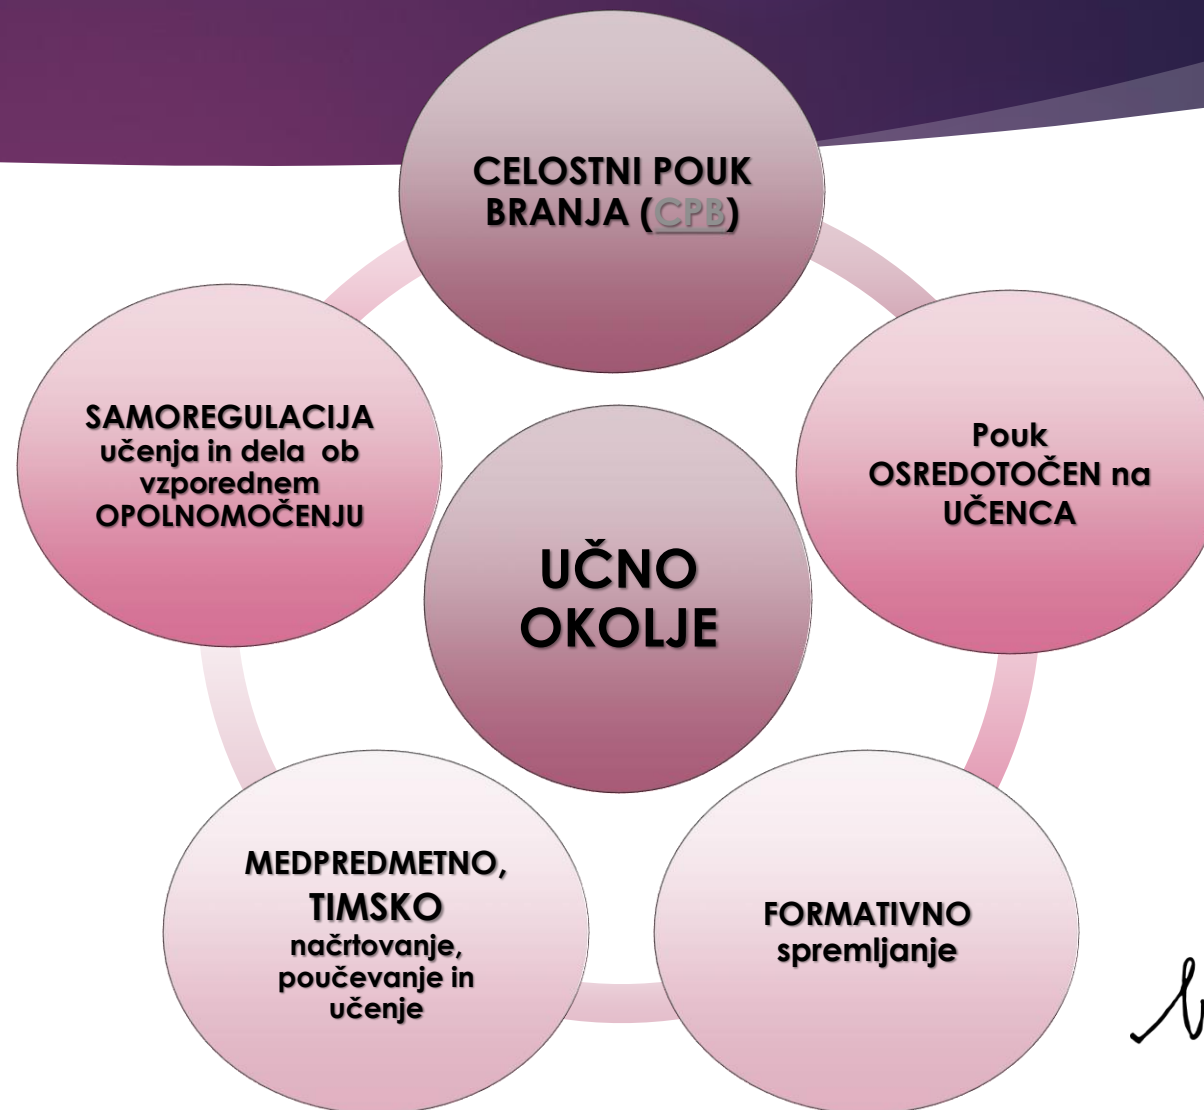 CELOSTNI POUK
BRANJA (CPB)
SAMOREGULACIJA
učenja in dela ob
vzporednem
OPOLNOMOČENJU
Pouk
OSREDOTOČEN na
UČENCA
UČNO
OKOLJE
MEDPREDMETNO,
TIMSKO
načrtovanje,
poučevanje in
učenje
FORMATIVNO
spremljanje